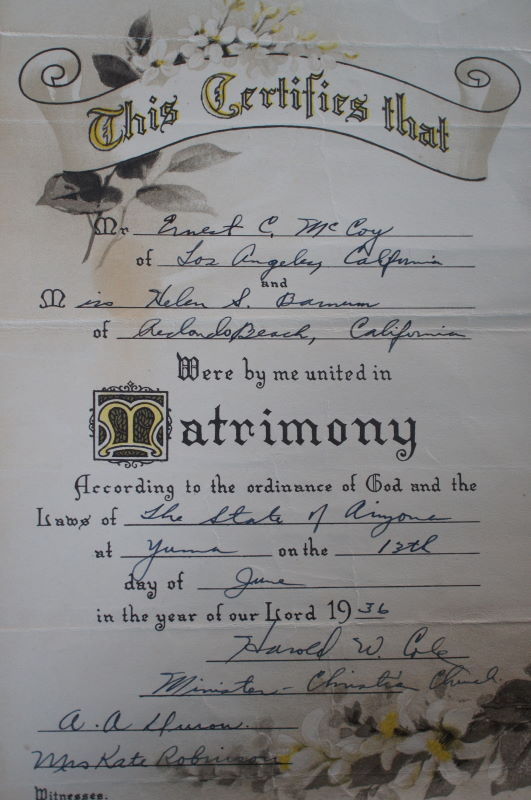 This Certifies that
Mr Ernest C. McCoy
of Los Angeles, California
and
Miss Helen S. Barnum
of Redondo Beach, California
Were by me united in
Matrimony
According to the ordinance of God and the
Laws of The State of Arizona
at Yuma on the 12th
day of June
in the year of our Lord 1936
Harold W. Cole
Minister - Christian Church.
A. A.
Mrs Kate Robinson
Witnesses.